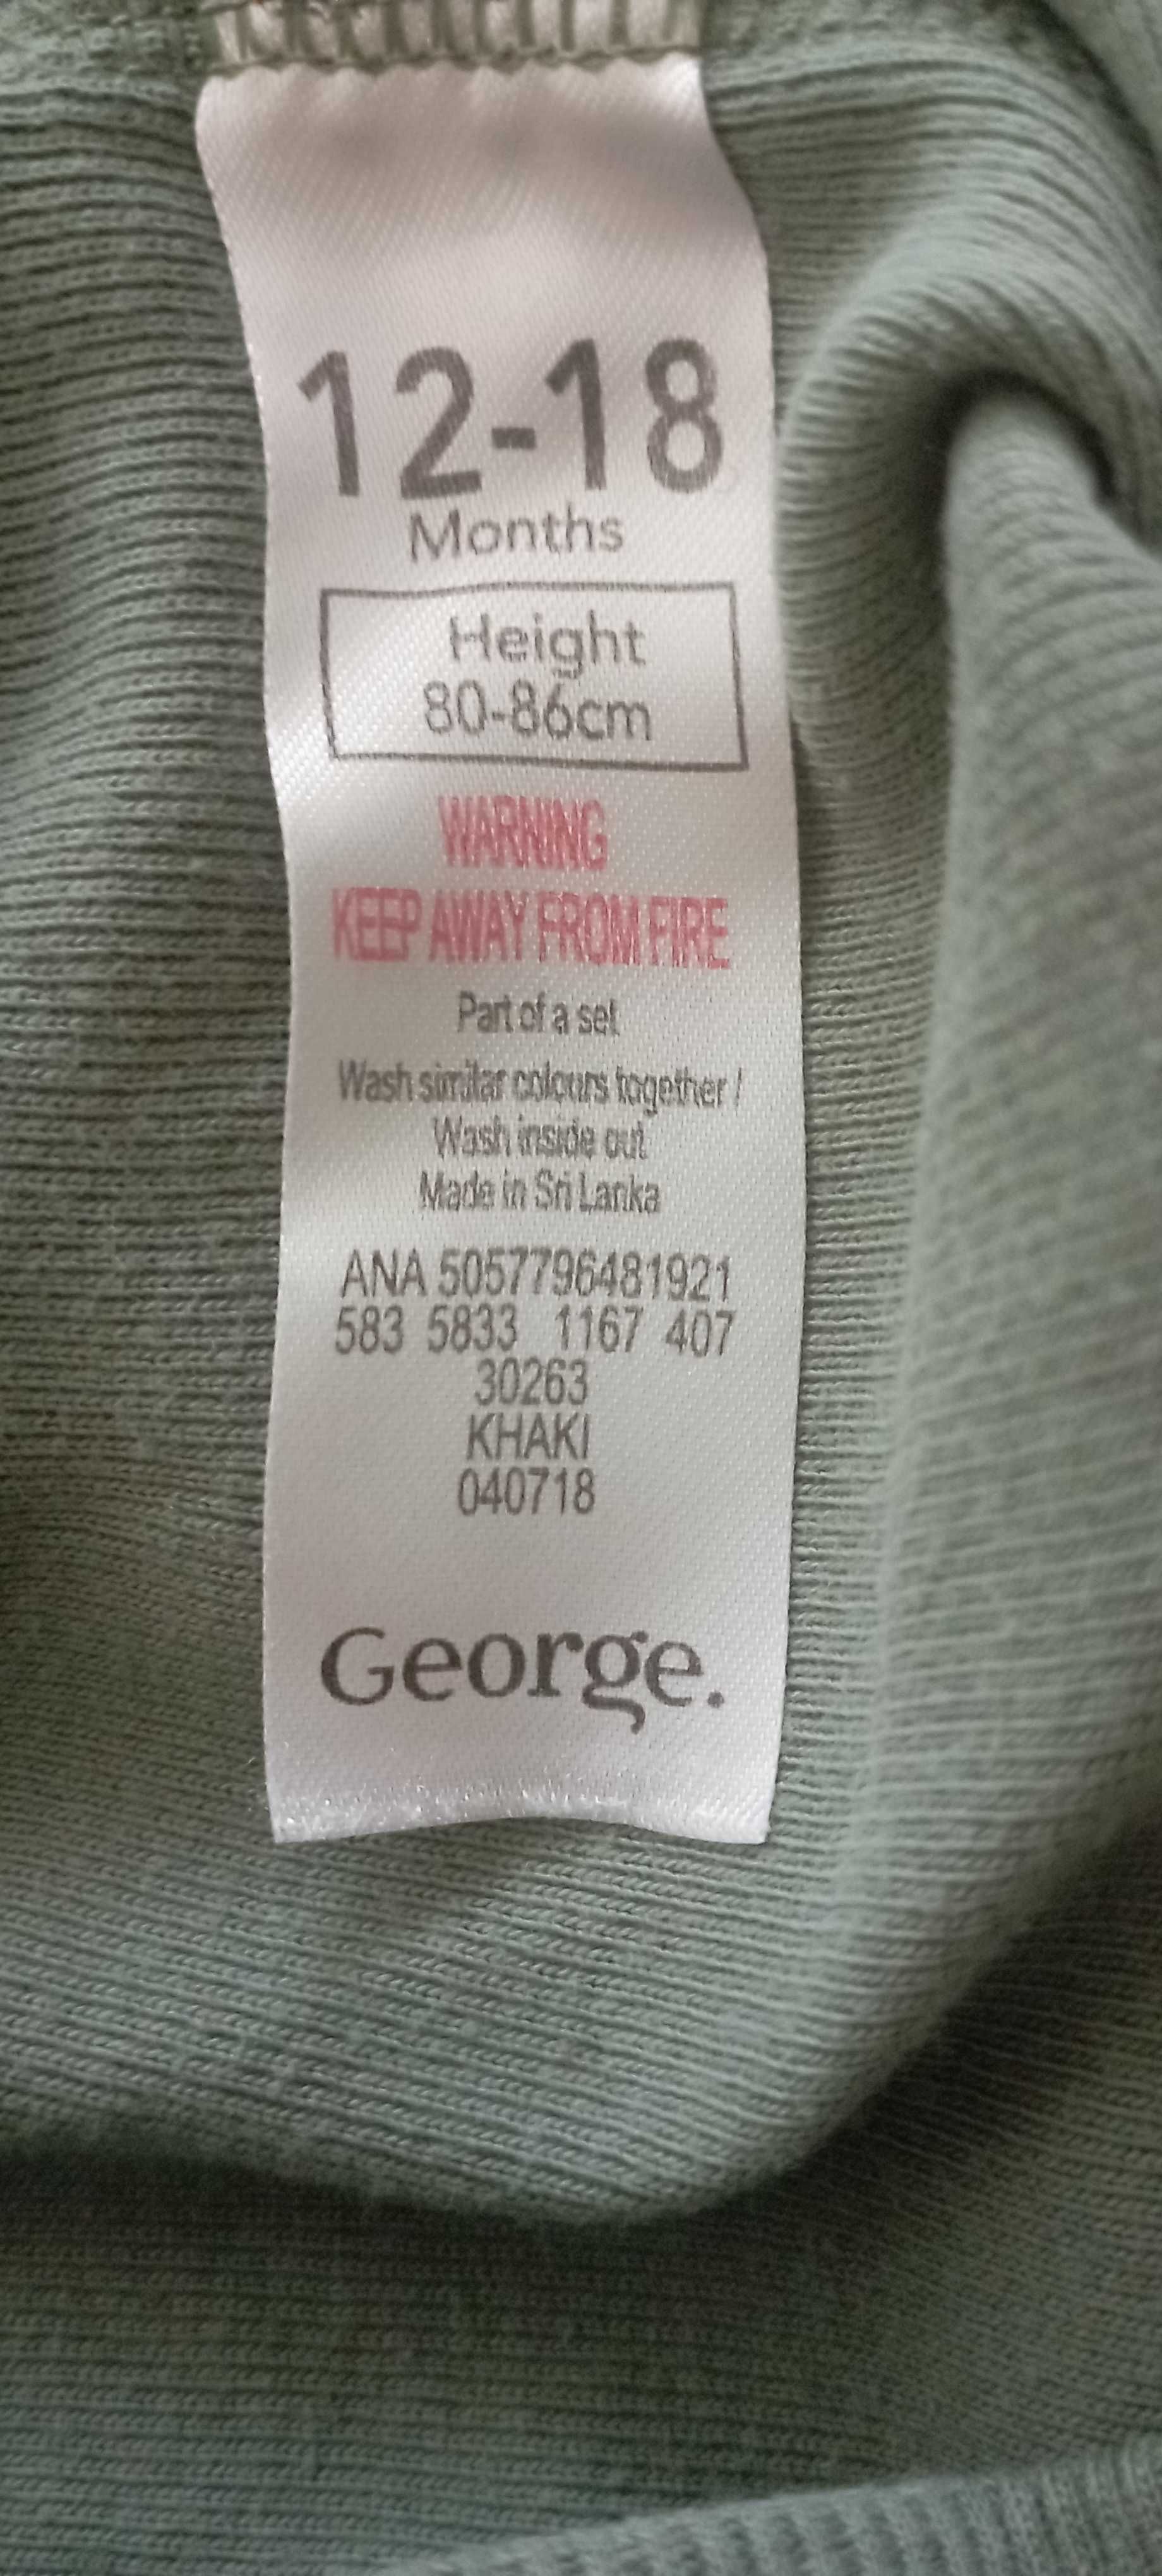 12-18
Months
Height
80-86cm
WARNING
KEEP AWAY FROM FIRE
Part of a set
Wash similar colours together /
Wash inside out
Made in Sri Lanka
ANA 5057796481921
583 5833 1167 407
30263
KHAKI
040718
George.